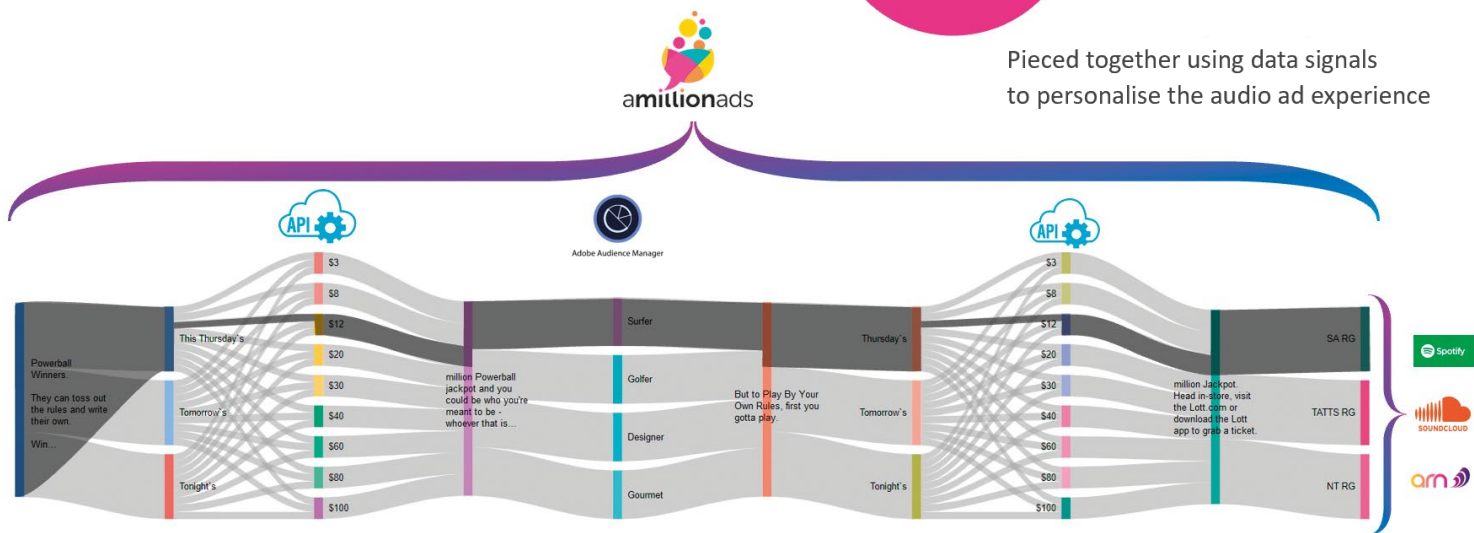 amillionads
Pieced together using data signals
to personalise the audio ad experience
API
Adobe Audience Manager
API
Powerball
Winners.
They can toss out
the rules and write
their own.
Win...
This Thursday`s
Tomorrow`s
Tonight`s
$3
$8
$12
$20
$30
$40
$60
$80
$100
million Powerball
jackpot and you
could be who you're
meant to be -
whoever that is...
Surfer
Golfer
Designer
Gourmet
But to Play By Your
Own Rules, first you
gotta play.
Thursday`s
Tomorrow`s
Tonight`s
$3
$8
$12
$20
$30
$40
$60
$80
$100
million Jackpot.
Head in-store, visit
the Lott.com or
download the Lott
app to grab a ticket.
SA RG
TATTS RG
NT RG
Spotify
SOUNDCLOUD
arn